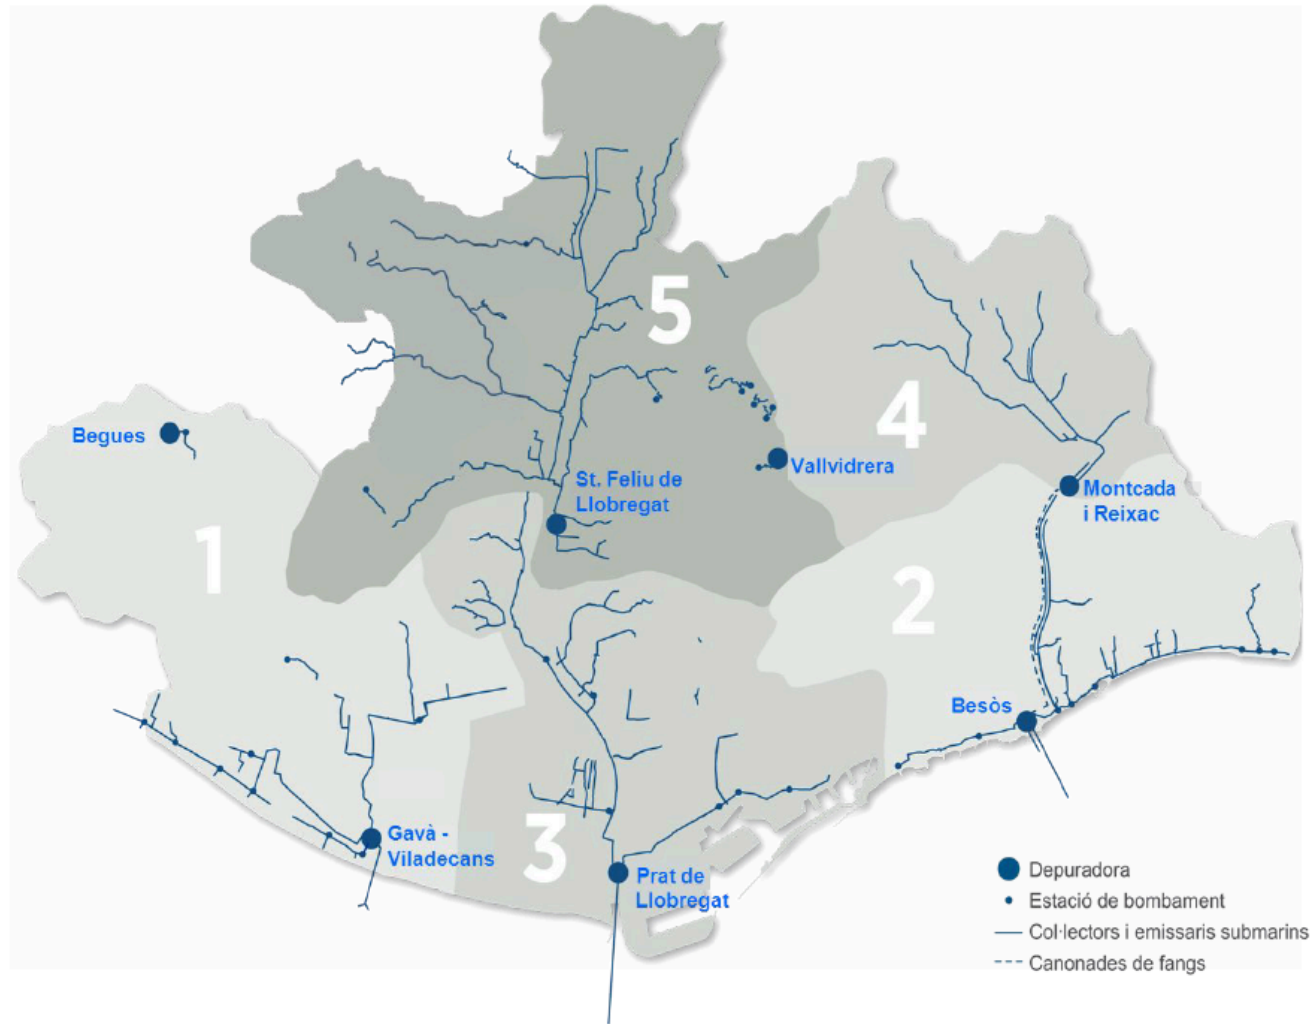 5
4
Begues
Vallvidrera
St. Feliu de
Llobregat
Montcada
i Reixac
1
2
Besòs
3
Gavà -
Viladecans
Prat de
Llobregat
Depuradora
Estació de bombament
Col·lectors i emissaris submarins
Canonades de fangs